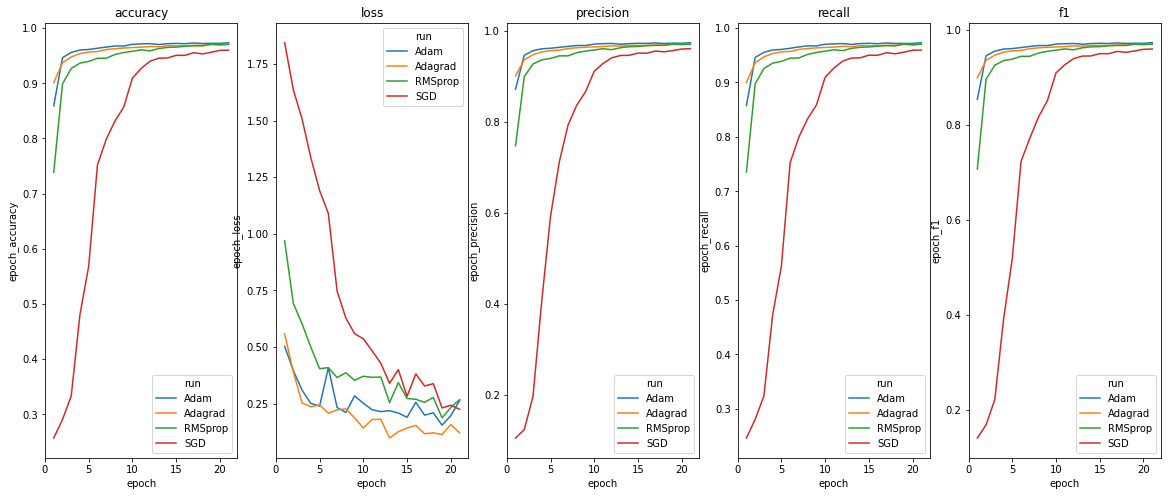 accuracy
epoch_accuracy
1.0
0.9
0.8
0.7
0.6
0.5
0.4
0.3
0
5
10
15
20
epoch
run
Adam
Adagrad
RMSprop
SGD
loss
epoch_loss
1.75
1.50
1.25
1.00
0.75
0.50
0.25
0
5
10
15
20
epoch
run
Adam
Adagrad
RMSprop
SGD
precision
epoch_precision
1.0
0.8
0.6
0.4
0.2
0
5
10
15
20
epoch
run
Adam
Adagrad
RMSprop
SGD
recall
epoch_recall
1.0
0.9
0.8
0.7
0.6
0.5
0.4
0.3
0
5
10
15
20
epoch
run
Adam
Adagrad
RMSprop
SGD
f1
epoch_f1
1.0
0.8
0.6
0.4
0.2
0
5
10
15
20
epoch
run
Adam
Adagrad
RMSprop
SGD